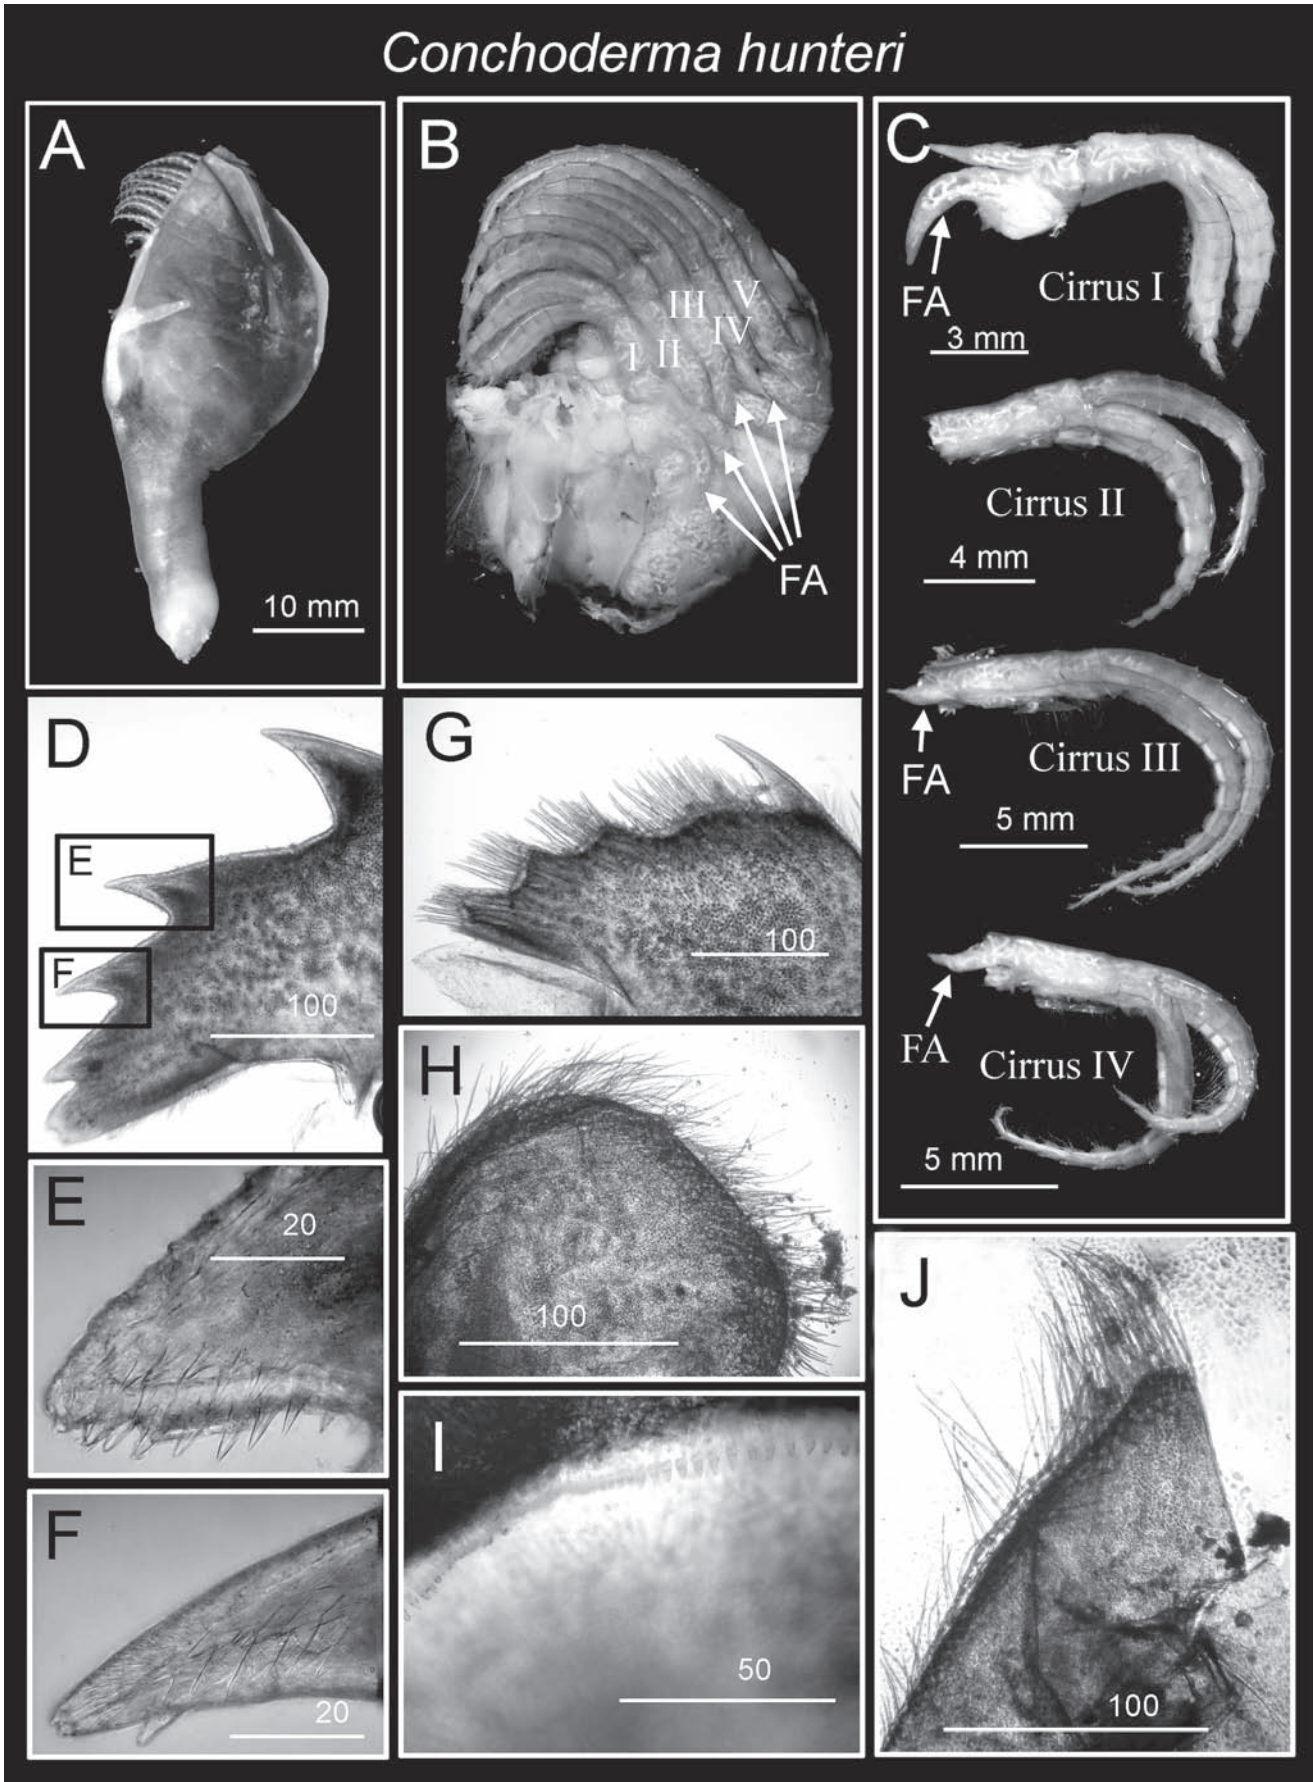 Conchoderma hunteri
A
10 mm
B
I
II
III
IV
V
FA
C
FA
Cirrus I
3 mm
Cirrus II
4 mm
FA
Cirrus III
5 mm
FA
Cirrus IV
5 mm
D
E
F
100
G
100
E
20
H
100
F
20
I
50
J
100